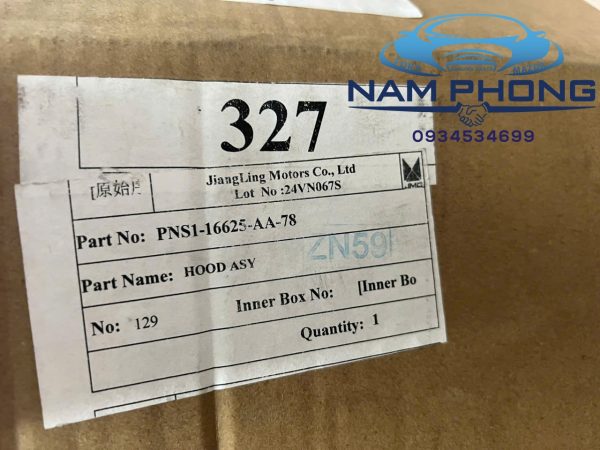 NAM PHONG
0934534699
327
[原始
JiangLing Motors Co., Ltd
Lot No :24VN067S
JMC
Part No: PNS1-16625-AA-78
ZN59
Part Name: HOOD ASY
No: 129
Inner Box No: [Inner Bo
Quantity: 1